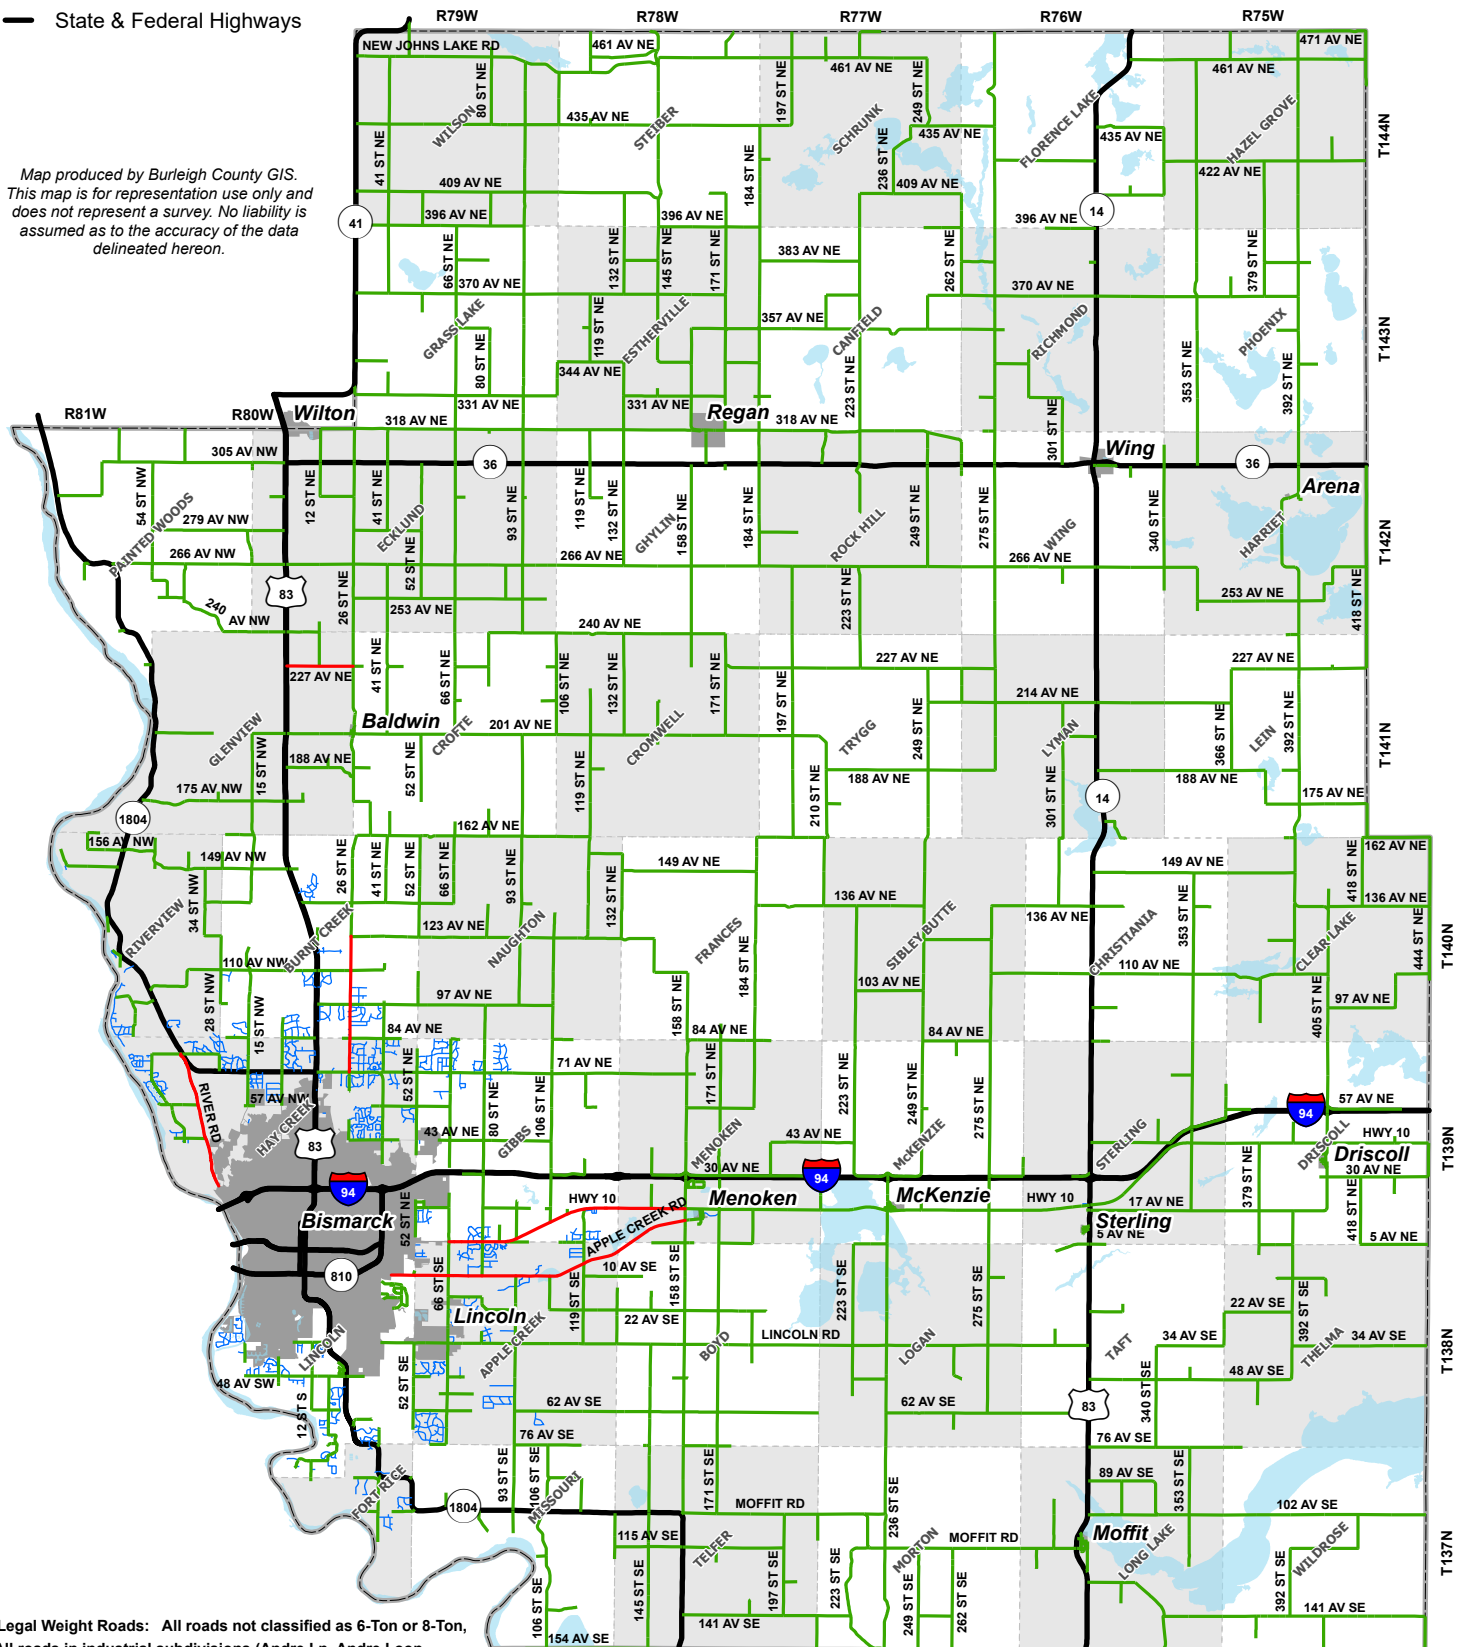 State & Federal Highways
Map produced by Burleigh County GIS.
This map is for representation use only and
does not represent a survey. No liability is
assumed as to the accuracy of the data
delineated hereon.
R79W
R78W
R77W
R76W
R75W
NEW JOHNS LAKE RD
461 AV NE
461 AV NE
461 AV NE
471 AV NE
80 ST NE
197 ST NE
249 ST NE
WILSON
STEIBER
SCHRUNK
FLORENCE LAKE
HAZEL GROVE
T144N
435 AV NE
435 AV NE
435 AV NE
41 ST NE
184 ST NE
236 ST NE
422 AV NE
409 AV NE
409 AV NE
396 AV NE
396 AV NE
396 AV NE
41
14
66 ST NE
132 ST NE
145 ST NE
171 ST NE
383 AV NE
262 ST NE
379 ST NE
370 AV NE
370 AV NE
GRASS LAKE
119 ST NE
ESTHERVILLE
357 AV NE
CANFIELD
RICHMOND
PHOENIX
T143N
80 ST NE
344 AV NE
223 ST NE
353 ST NE
392 ST NE
331 AV NE
331 AV NE
301 ST NE
R81W
R80W
Wilton
318 AV NE
Regan
318 AV NE
Wing
305 AV NW
36
36
Arena
54 ST NW
PAINTED WOODS
279 AV NW
12 ST NE
41 ST NE
ECKLUND
93 ST NE
119 ST NE
132 ST NE
GHYLIN
158 ST NE
184 ST NE
ROCK HILL
249 ST NE
275 ST NE
WING
340 ST NE
HARRIET
T142N
266 AV NW
52 ST NE
266 AV NE
266 AV NE
83
26 ST NE
253 AV NE
223 ST NE
253 AV NE
418 ST NE
240
AV NW
240 AV NE
227 AV NE
41 ST NE
66 ST NE
106 ST NE
132 ST NE
171 ST NE
197 ST NE
227 AV NE
227 AV NE
214 AV NE
GLENVIEW
Baldwin
CROFTE
201 AV NE
CROMWELL
TRYGG
249 ST NE
LYMAN
366 ST NE
LEIN
392 ST NE
T141N
15 ST NW
188 AV NE
52 ST NE
119 ST NE
188 AV NE
188 AV NE
175 AV NW
210 ST NE
301 ST NE
14
175 AV NE
1804
162 AV NE
156 AV NW
162 AV NE
149 AV NW
26 ST NE
41 ST NE
52 ST NE
66 ST NE
93 ST NE
149 AV NE
149 AV NE
418 ST NE
136 AV NE
136 AV NE
136 AV NE
RIVERVIEW
34 ST NW
BURNT CREEK
123 AV NE
NAUGHTON
132 ST NE
FRANCES
184 ST NE
SIBLEY BUTTE
CHRISTIANIA
353 ST NE
CLEAR LAKE
444 ST NE
T140N
110 AV NW
110 AV NE
28 ST NW
97 AV NE
158 ST NE
103 AV NE
97 AV NE
15 ST NW
84 AV NE
84 AV NE
84 AV NE
405 ST NE
71 AV NE
RIVER RD
57 AV NW
52 ST NE
80 ST NE
106 ST NE
171 ST NE
223 ST NE
249 ST NE
275 ST NE
57 AV NE
94
HAY CREEK
83
43 AV NE
GIBBS
MENOKEN
43 AV NE
McKENZIE
STERLING
HWY 10
DRISCOLL
T139N
Driscoll
94
30 AV NE
94
30 AV NE
379 ST NE
HWY 10
Menoken
McKenzie
HWY 10
17 AV NE
418 ST NE
Bismarck
52 ST NE
APPLE CREEK RD
Sterling
5 AV NE
5 AV NE
810
66 ST SE
10 AV SE
119 ST SE
158 ST SE
223 ST SE
275 ST SE
Lincoln
22 AV SE
22 AV SE
392 ST SE
LINCOLN
APPLE CREEK
BOYD
LINCOLN RD
LOGAN
TAFT
34 AV SE
THELMA
34 AV SE
T138N
48 AV SW
52 ST SE
48 AV SE
12 ST S
62 AV SE
62 AV SE
83
340 ST SE
76 AV SE
76 AV SE
FORT RICE
93 ST SE
106 ST SE
MISSOURI
171 ST SE
89 AV SE
353 ST SE
1804
MOFFIT RD
236 ST SE
102 AV SE
115 AV SE
TELFER
MORTON
MOFFIT RD
Moffit
LONG LAKE
WILDROSE
T137N
106 ST SE
145 ST SE
197 ST SE
223 ST SE
249 ST SE
262 ST SE
392 ST SE
141 AV SE
141 AV SE
154 AV SE
Legal Weight Roads: All roads not classified as 6-Ton or 8-Ton,
All roads in industrial subdivisions (Andre Ln, Andre Loop,